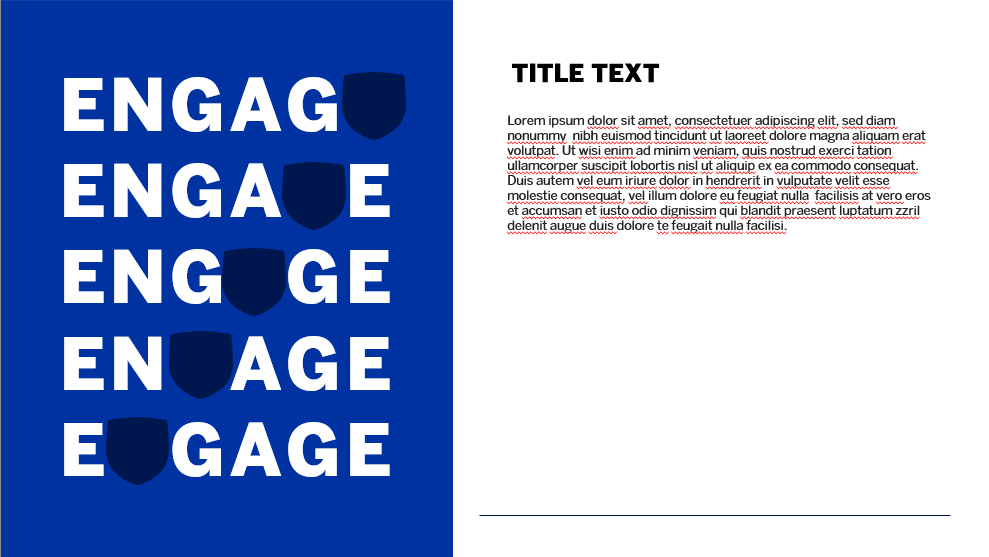 ENGAG
ENGA E
ENG GE
EN AGE
E GAGE
TITLE TEXT
Lorem ipsum dolor sit amet, consectetuer adipiscing elit, sed diam
nonummy  nibh euismod tincidunt ut laoreet dolore magna aliquam erat
volutpat. Ut wisi enim ad minim veniam, quis nostrud exerci tation
ullamcorper suscipit lobortis nisl ut aliquip ex ea commodo consequat.
Duis autem vel eum iriure dolor in hendrerit in vulputate velit esse
molestie consequat, vel illum dolore eu feugiat nulla  facilisis at vero eros
et accumsan et iusto odio dignissim qui blandit praesent luptatum zzril
delenit augue duis dolore te feugait nulla facilisi.